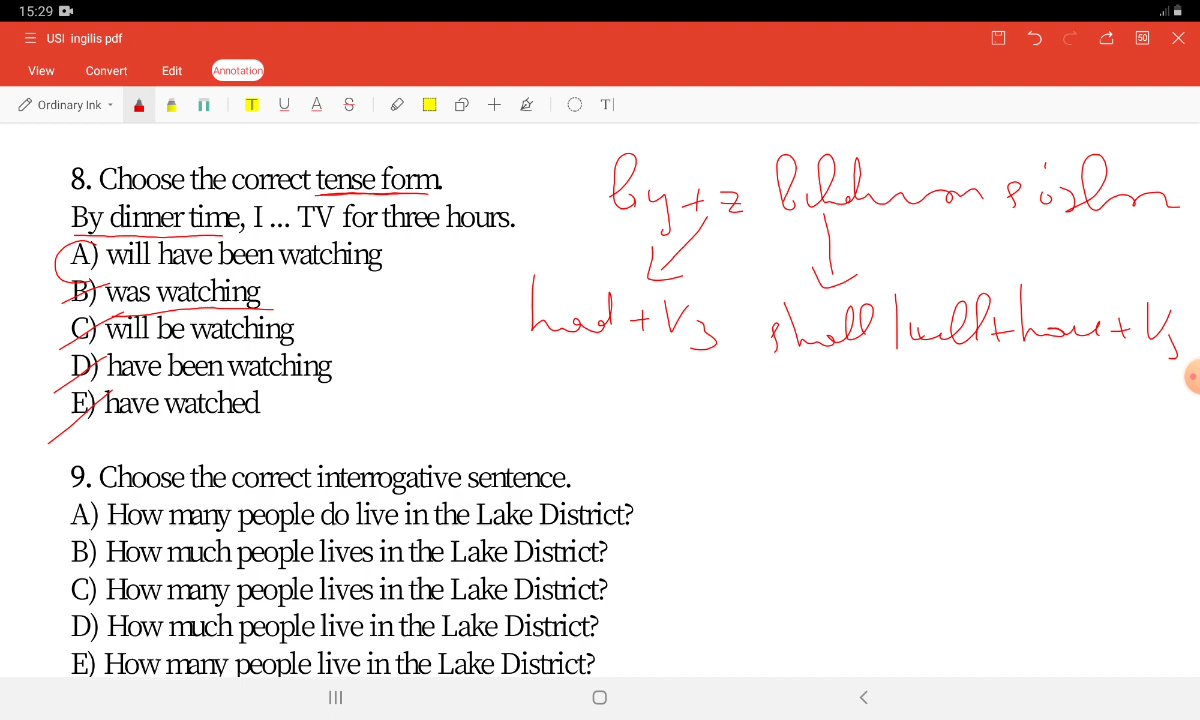 15:29
USI ingilis pdf
50
View Convert Edit Annotation
Ordinary Ink T U A S T
8. Choose the correct tense form.
By dinner time, I ... TV for three hours.
A) will have been watching
B) was watching
C) will be watching
D) have been watching
E) have watched
by + z bildirən sözlər
had + V3 shall / will + have + V3
9. Choose the correct interrogative sentence.
A) How many people do live in the Lake District?
B) How much people lives in the Lake District?
C) How many people lives in the Lake District?
D) How much people live in the Lake District?
E) How many people live in the Lake District?